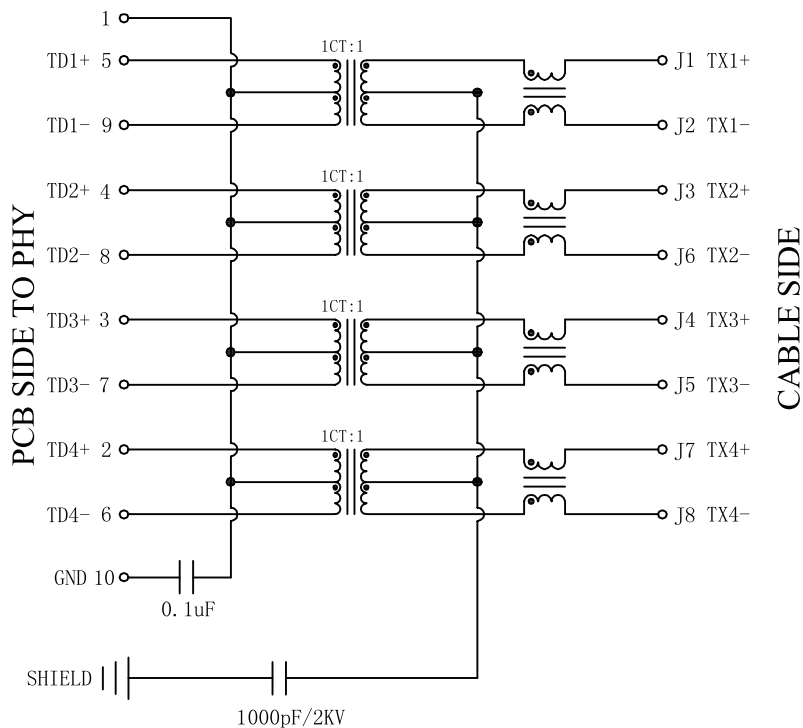 1
1CT:1
TD1+ 5
J1 TX1+
TD1- 9
J2 TX1-
1CT:1
TD2+ 4
J3 TX2+
TD2- 8
J6 TX2-
PCB SIDE TO PHY
CABLE SIDE
1CT:1
TD3+ 3
J4 TX3+
TD3- 7
J5 TX3-
1CT:1
TD4+ 2
J7 TX4+
TD4- 6
J8 TX4-
GND 10
0.1uF
SHIELD
1000pF/2KV